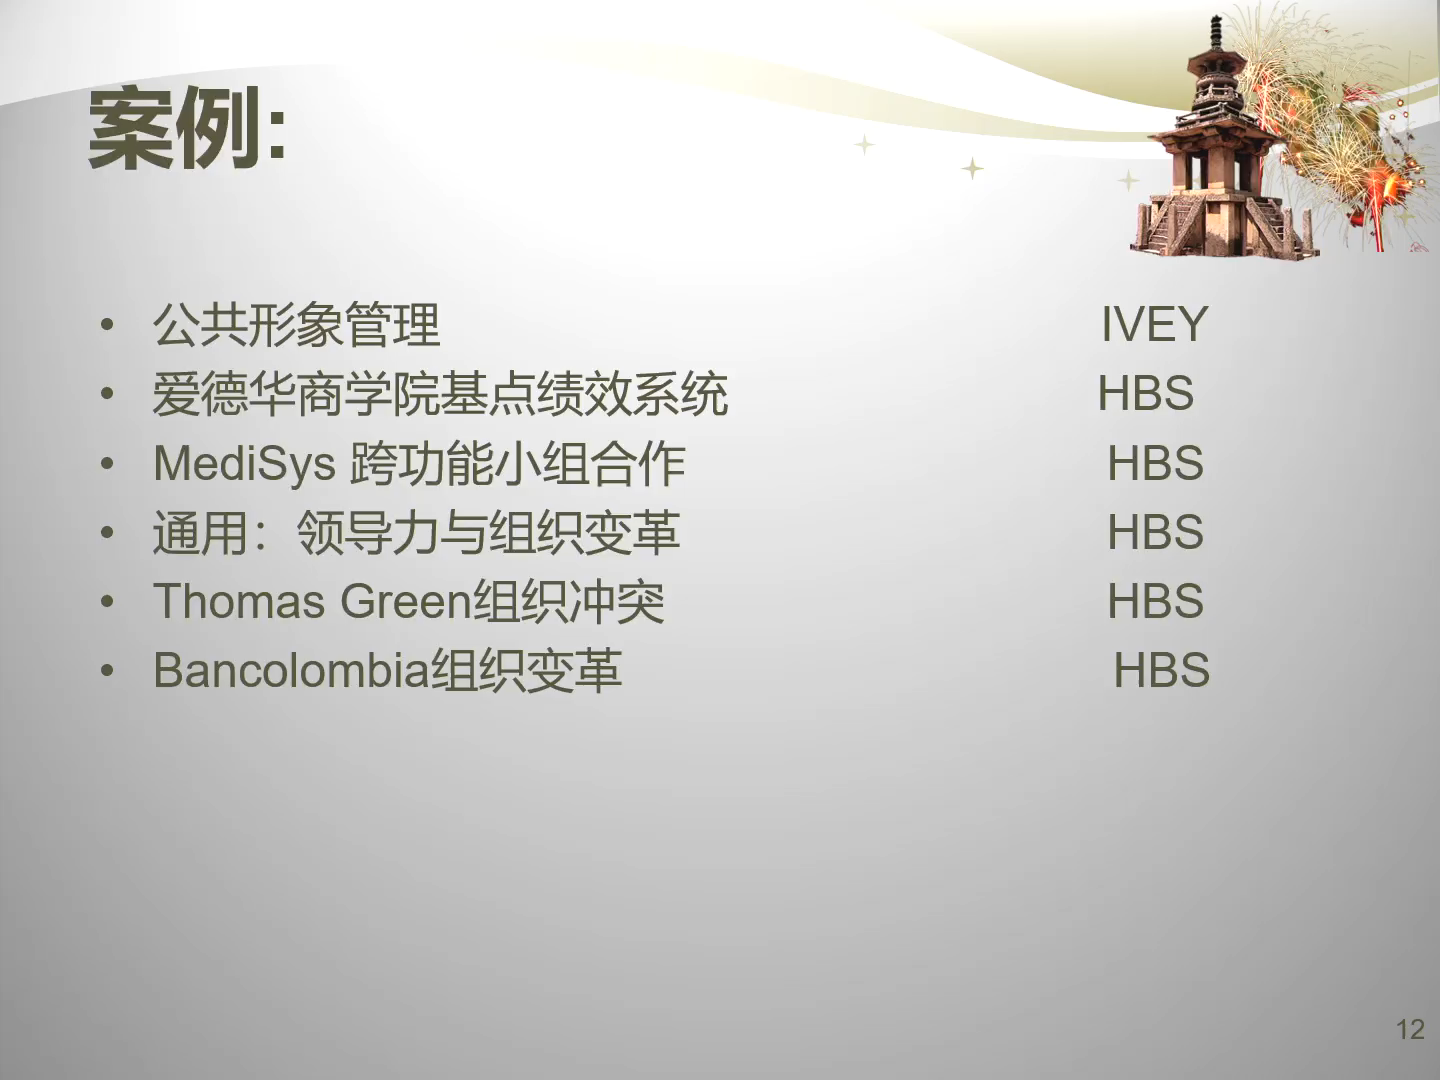 案例:
• 公共形象管理 IVEY
• 爱德华商学院基点绩效系统 HBS
• MediSys 跨功能小组合作 HBS
• 通用：领导力与组织变革 HBS
• Thomas Green组织冲突 HBS
• Bancolombia组织变革 HBS
12